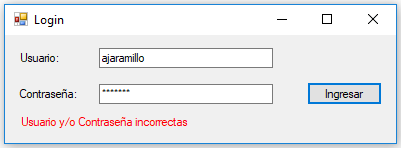 Login
Usuario: ajaramillo
Contraseña: ******* Ingresar
Usuario y/o Contraseña incorrectas